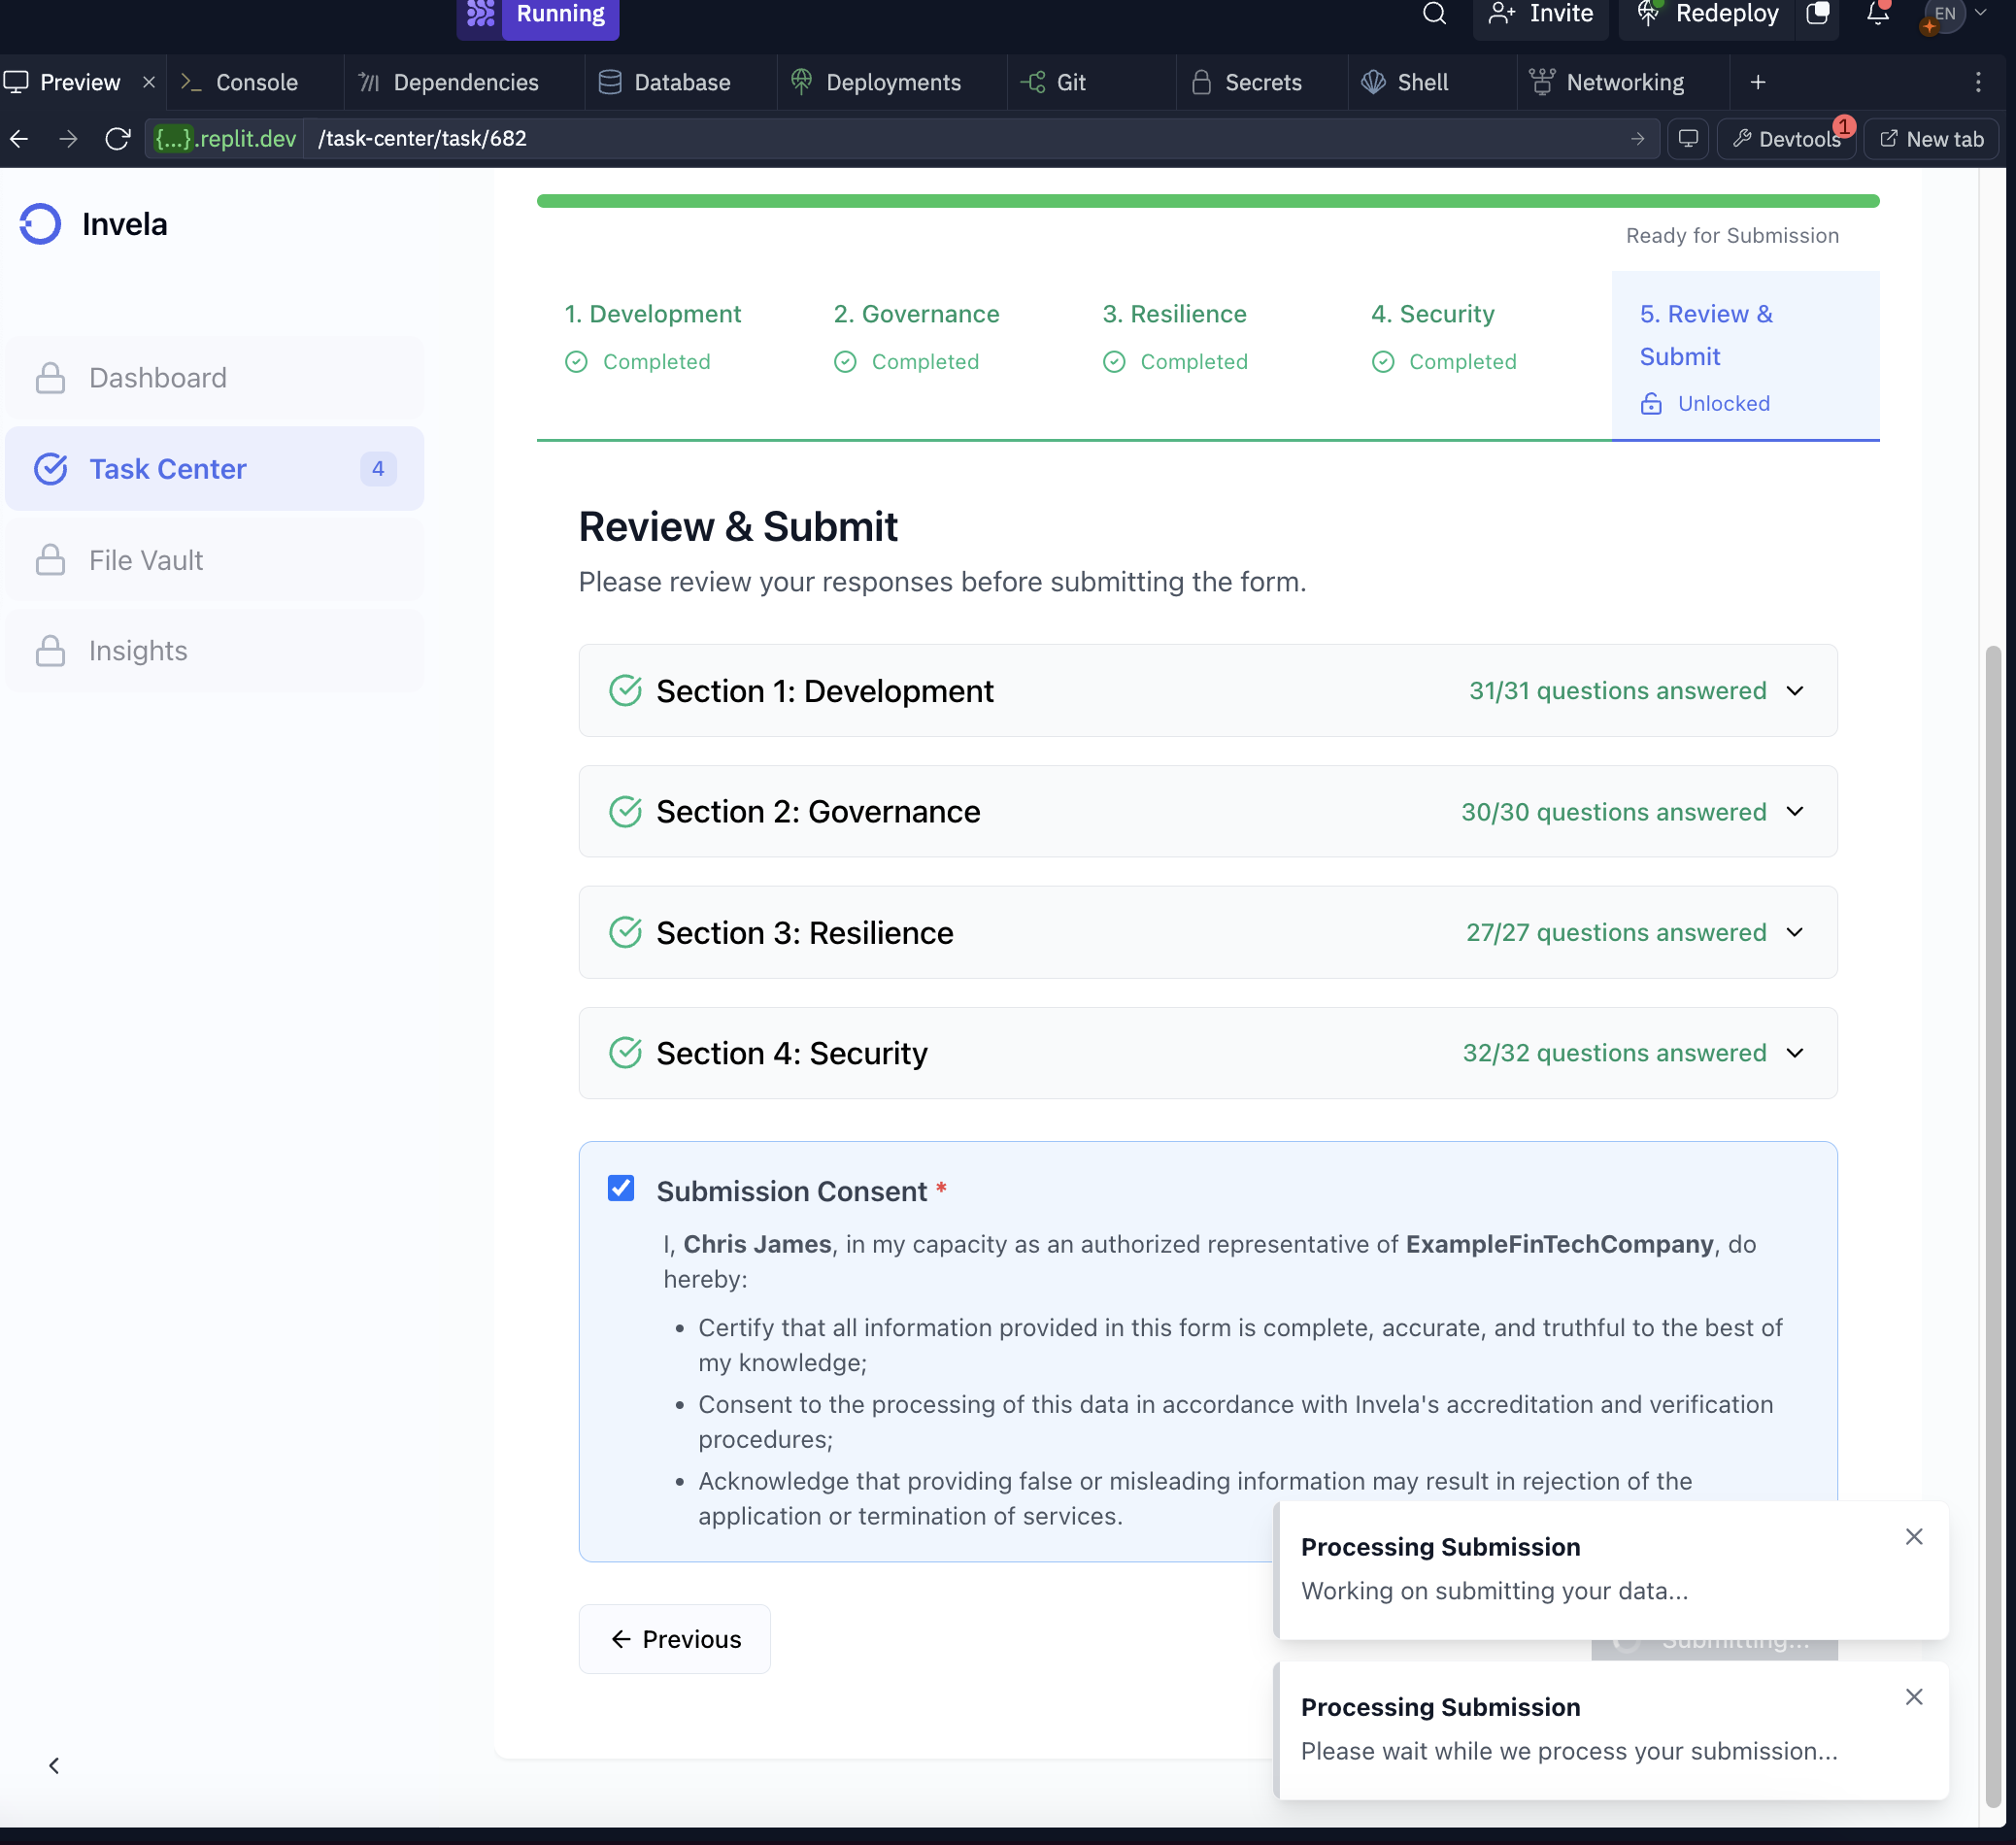 Running
Invite
Redeploy
EN
Preview
Console
Dependencies
Database
Deployments
Git
Secrets
Shell
Networking
{...}.replit.dev
/task-center/task/682
Devtools
1
New tab
Invela
Dashboard
Task Center
4
File Vault
Insights
Ready for Submission
1. Development
Completed
2. Governance
Completed
3. Resilience
Completed
4. Security
Completed
5. Review &
Submit
Unlocked
Review & Submit
Please review your responses before submitting the form.
Section 1: Development
31/31 questions answered
Section 2: Governance
30/30 questions answered
Section 3: Resilience
27/27 questions answered
Section 4: Security
32/32 questions answered
Submission Consent *
I, Chris James, in my capacity as an authorized representative of ExampleFinTechCompany, do
hereby:
• Certify that all information provided in this form is complete, accurate, and truthful to the best of
my knowledge;
• Consent to the processing of this data in accordance with Invela's accreditation and verification
procedures;
• Acknowledge that providing false or misleading information may result in rejection of the
application or termination of services.
Previous
Submitting...
Processing Submission
Working on submitting your data...
Processing Submission
Please wait while we process your submission...